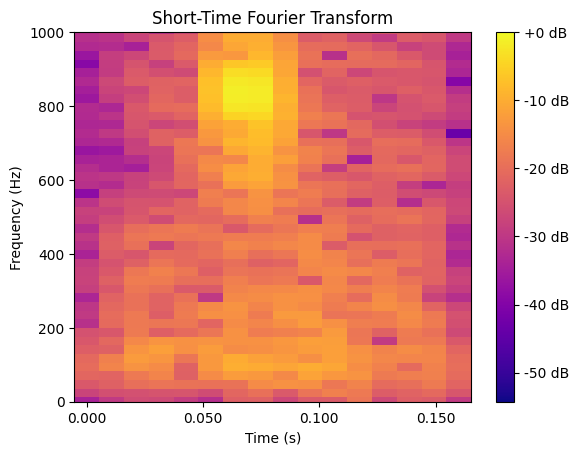 Short-Time Fourier Transform
1000
800
600
400
200
0
Frequency (Hz)
0.000
0.050
0.100
0.150
Time (s)
+0 dB
-10 dB
-20 dB
-30 dB
-40 dB
-50 dB